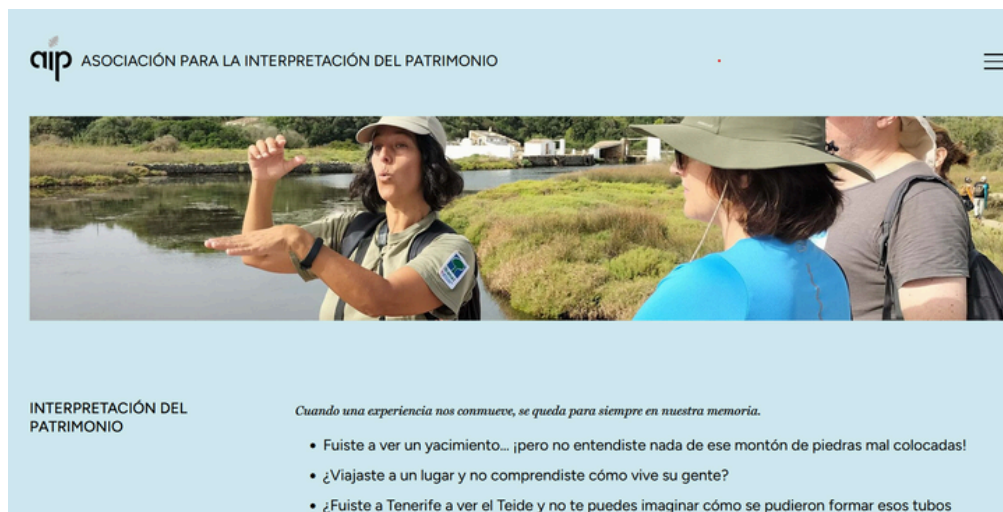 aip ASOCIACIÓN PARA LA INTERPRETACIÓN DEL PATRIMONIO
INTERPRETACIÓN DEL
PATRIMONIO
Cuando una experiencia nos conmueve, se queda para siempre en nuestra memoria.
• Fuiste a ver un yacimiento... ¡pero no entendiste nada de ese montón de piedras mal colocadas!
• ¿Viajaste a un lugar y no comprendiste cómo vive su gente?
• ¿Fuiste a Tenerife a ver el Teide y no te puedes imaginar cómo se pudieron formar esos tubos